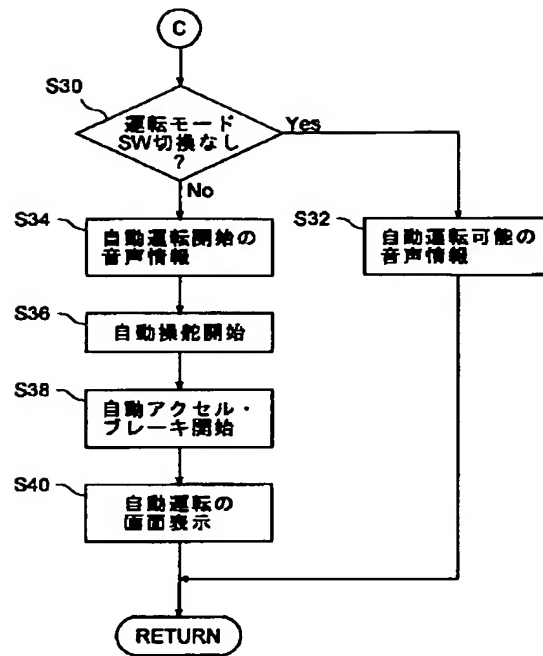 C
S30
運転モード
SW切換なし
?
Yes
No
S34
自動運転開始の
音声情報
S32
自動運転可能の
音声情報
S36
自動操舵開始
S38
自動アクセル・
ブレーキ開始
S40
自動運転の
画面表示
RETURN